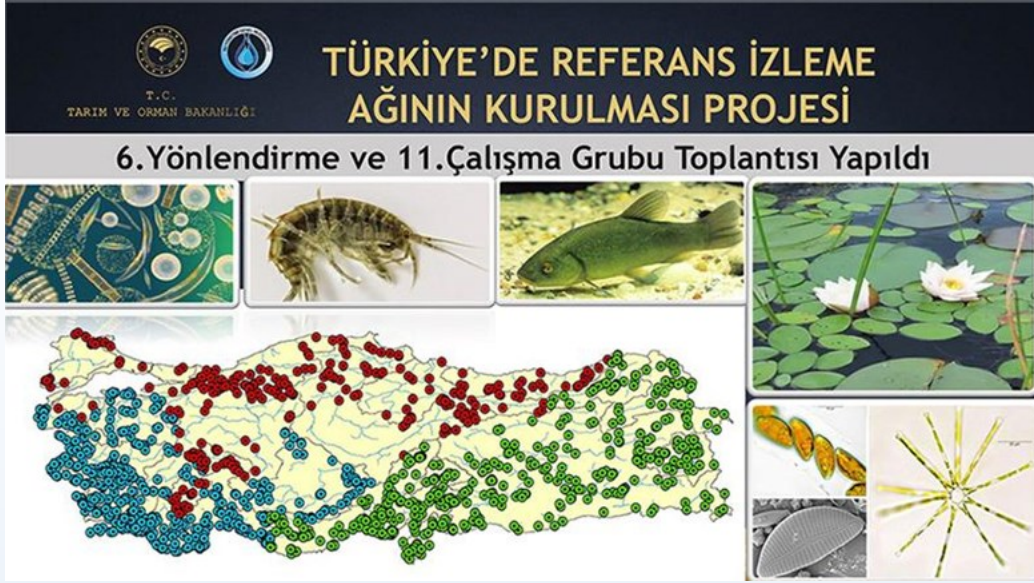 TÜRKİYE'DE REFERANS İZLEME
AĞININ KURULMASI PROJESİ
T.C.
TARIM VE ORMAN BAKANLIĞI
6.Yönlendirme ve 11.Çalışma Grubu Toplantısı Yapıldı